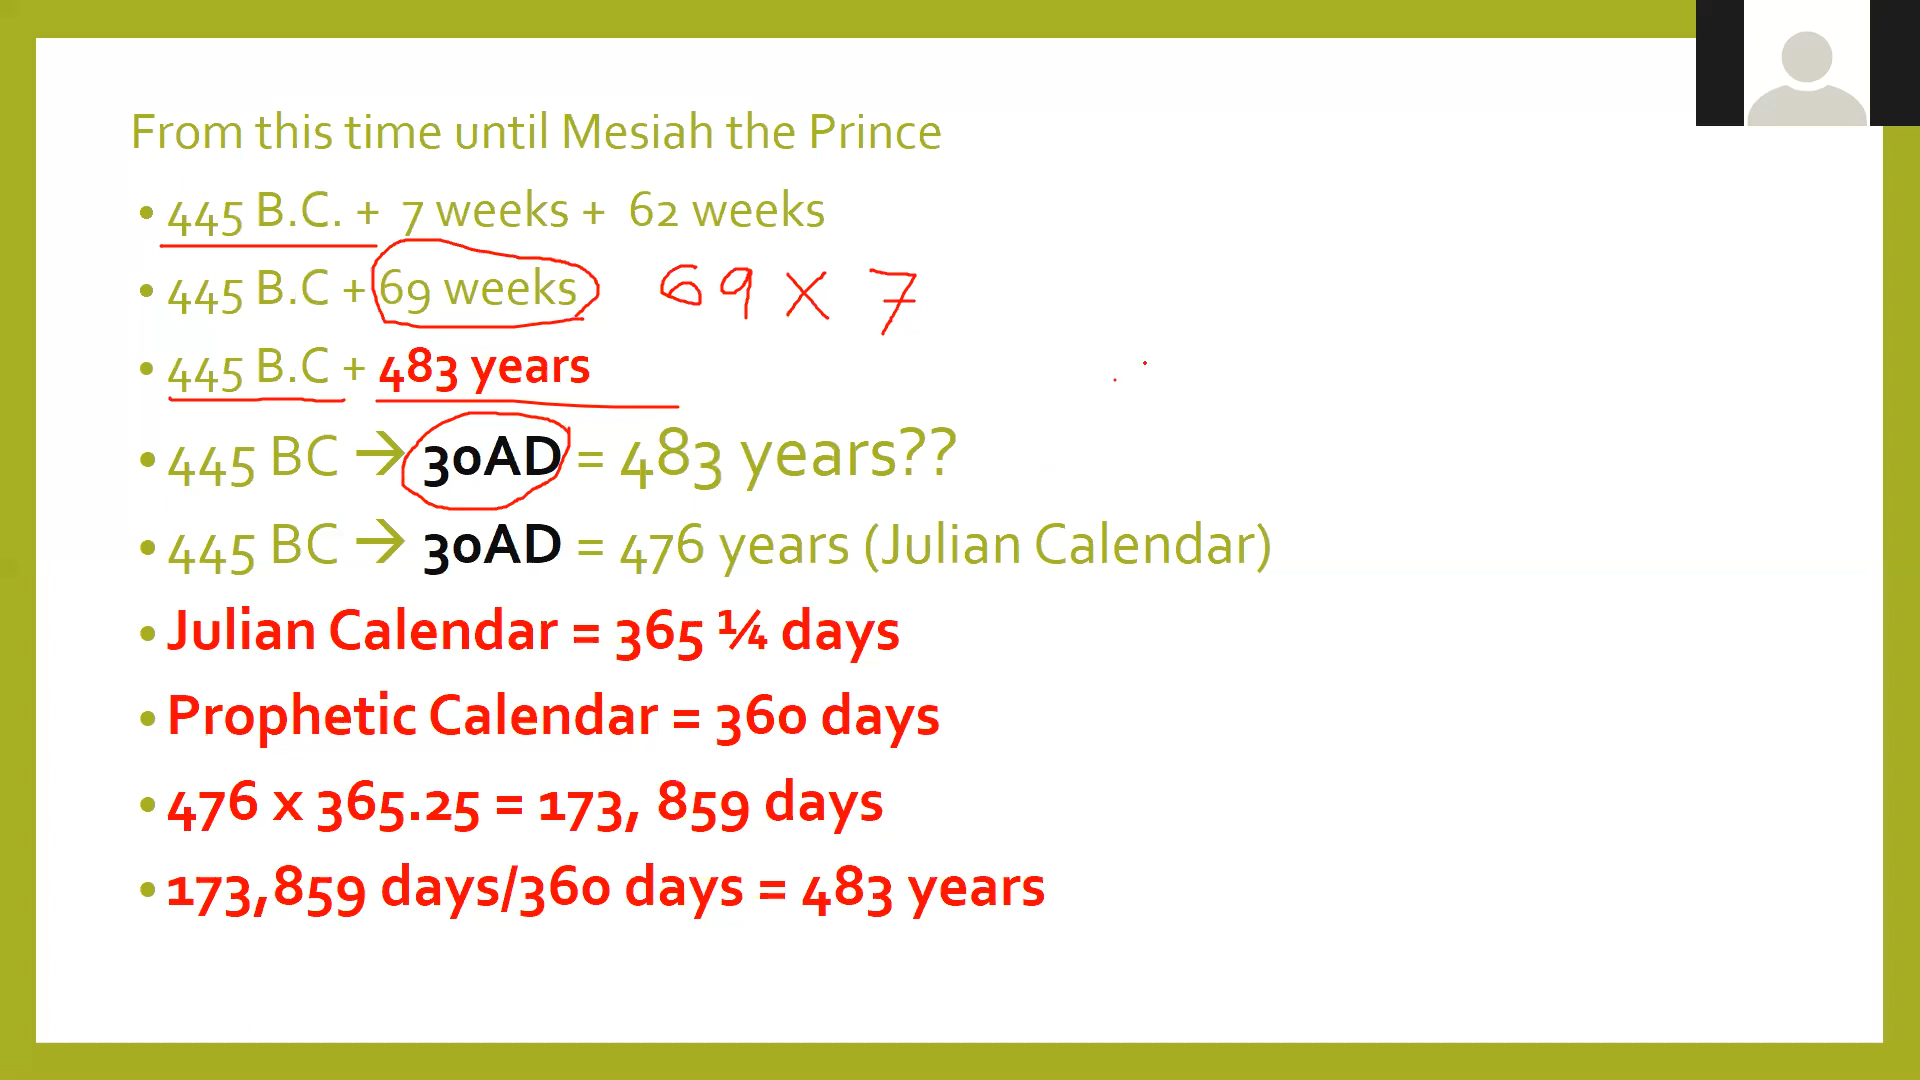 From this time until Mesiah the Prince
• 445 B.C. + 7 weeks + 62 weeks
• 445 B.C + 69 weeks 69 x 7
• 445 B.C + 483 years
• 445 BC → 30AD = 483 years??
• 445 BC → 30AD = 476 years (Julian Calendar)
• Julian Calendar = 365 ¼ days
• Prophetic Calendar = 360 days
• 476 x 365.25 = 173, 859 days
• 173,859 days/360 days = 483 years